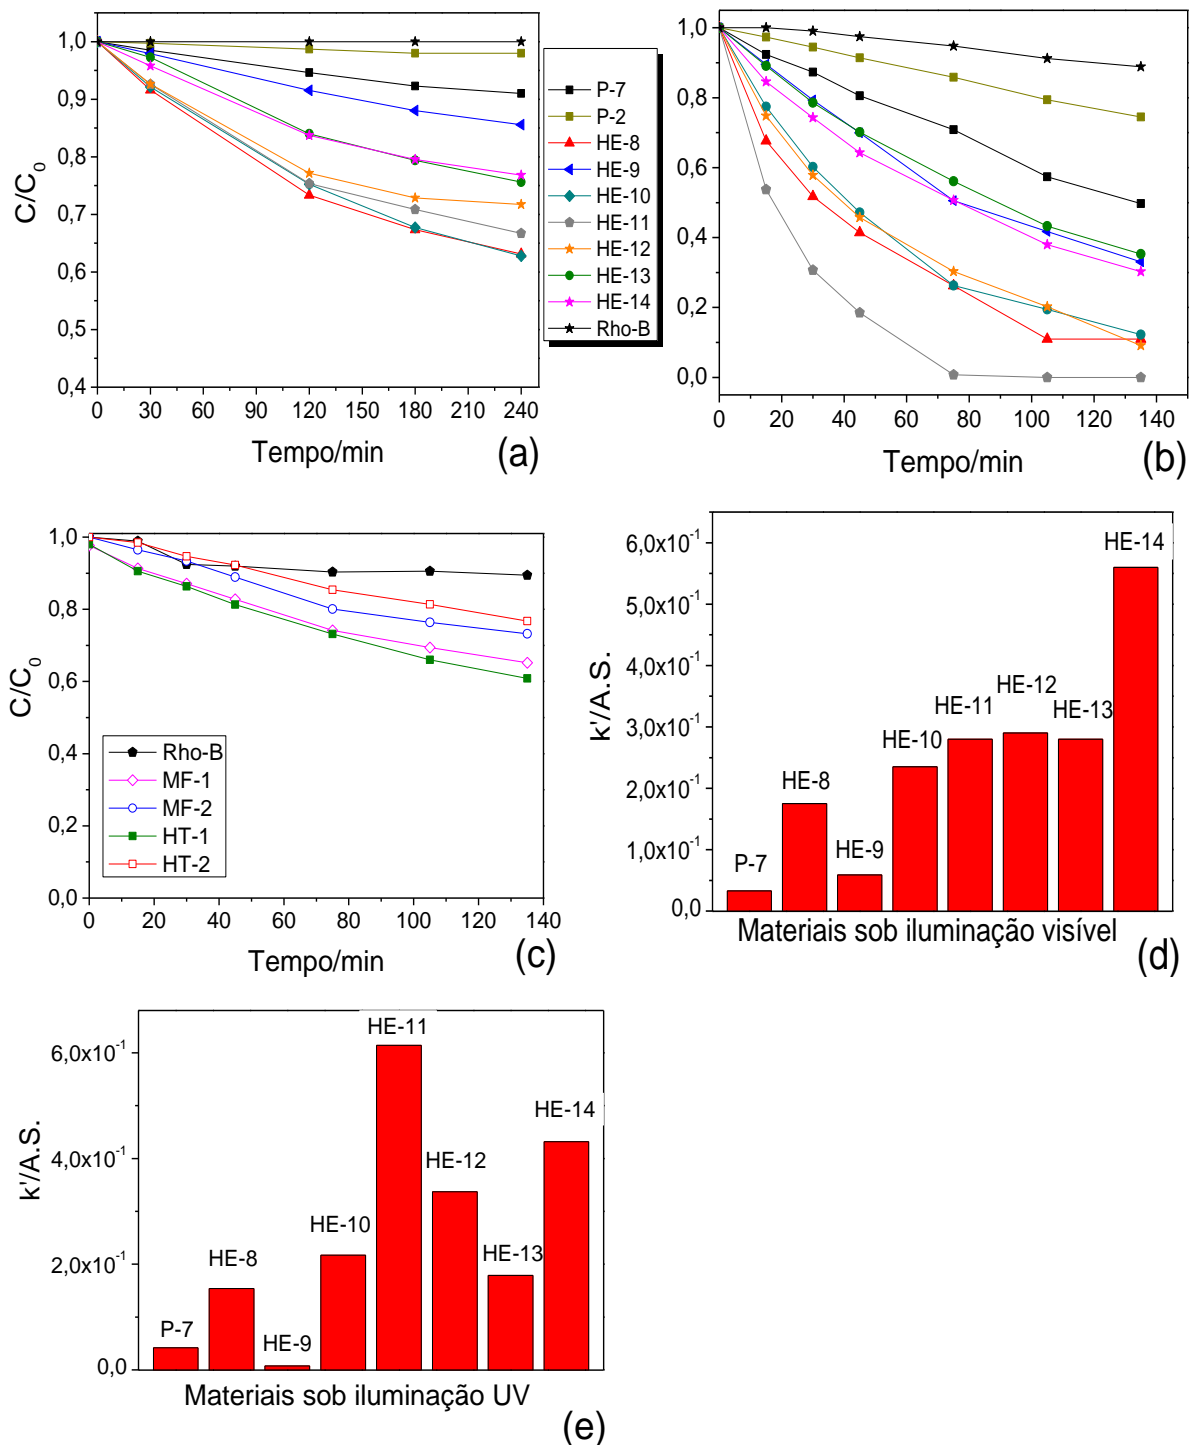 1,0
0,9
0,8
0,7
0,6
0,5
0,4
C/C₀
0 30 60 90 120 150 180 210 240
Tempo/min
(a)
P-7
P-2
HE-8
HE-9
HE-10
HE-11
HE-12
HE-13
HE-14
Rho-B
1,0
0,8
0,6
0,4
0,2
0,0
C/C₀
0 20 40 60 80 100 120 140
Tempo/min
(b)
1,0
0,8
0,6
0,4
0,2
0,0
C/C₀
Rho-B
MF-1
MF-2
HT-1
HT-2
0 20 40 60 80 100 120 140
Tempo/min
(c)
6,0x10⁻¹
5,0x10⁻¹
4,0x10⁻¹
3,0x10⁻¹
2,0x10⁻¹
1,0x10⁻¹
0,0
k'/A.S.
P-7
HE-8
HE-9
HE-10
HE-11
HE-12
HE-13
HE-14
Materiais sob iluminação visível
(d)
6,0x10⁻¹
4,0x10⁻¹
2,0x10⁻¹
0,0
k'/A.S.
P-7
HE-8
HE-9
HE-10
HE-11
HE-12
HE-13
HE-14
Materiais sob iluminação UV
(e)